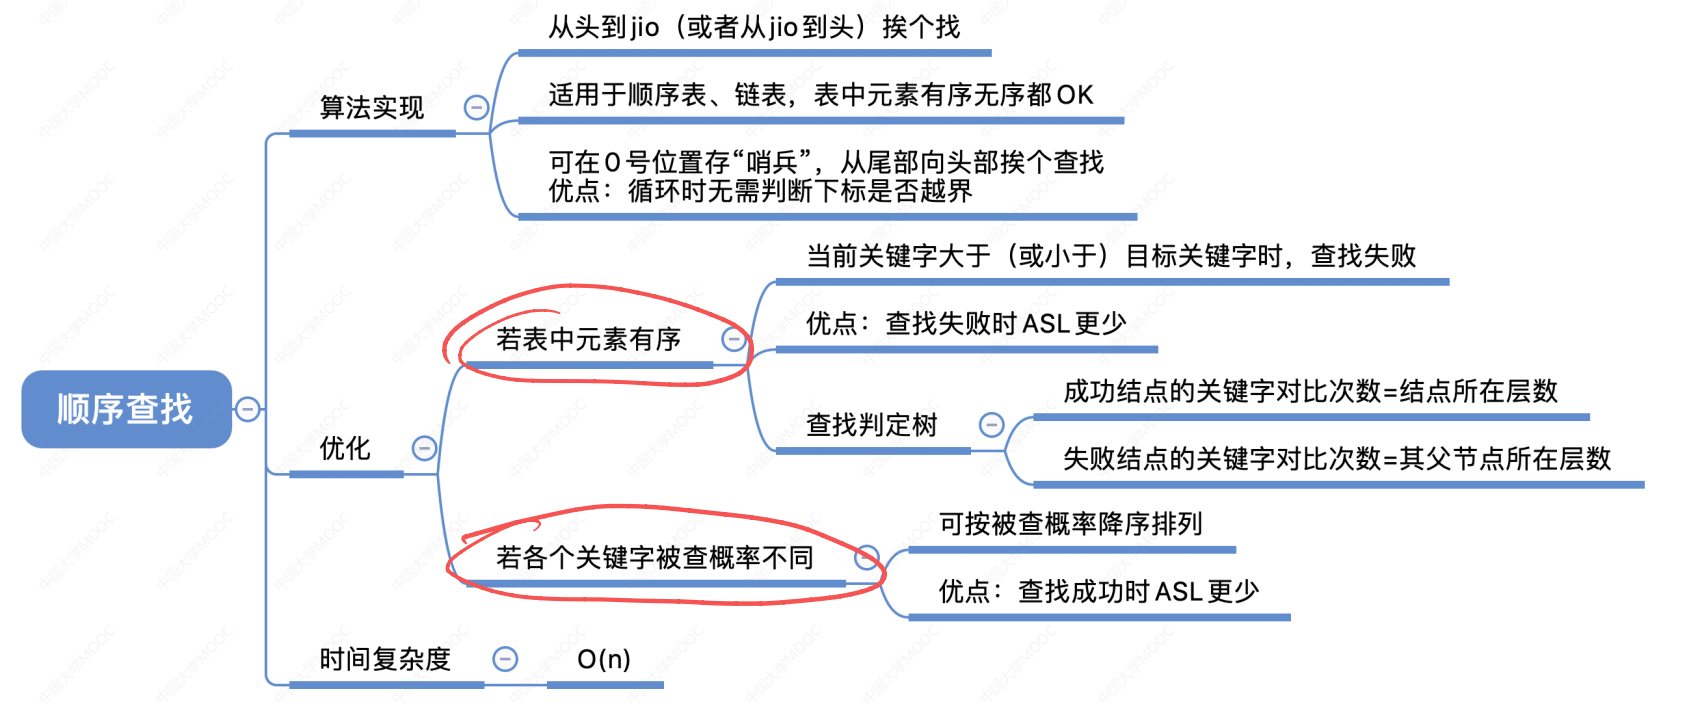 顺序查找
算法实现
从头到jio（或者从jio到头）挨个找
适用于顺序表、链表，表中元素有序无序都OK
可在0号位置存“哨兵”，从尾部向头部挨个查找
优点：循环时无需判断下标是否越界
优化
若表中元素有序
当前关键字大于（或小于）目标关键字时，查找失败
优点：查找失败时ASL更少
查找判定树
成功结点的关键字对比次数=结点所在层数
失败结点的关键字对比次数=其父节点所在层数
若各个关键字被查概率不同
可按被查概率降序排列
优点：查找成功时ASL更少
时间复杂度
O(n)
中国大学MOOC